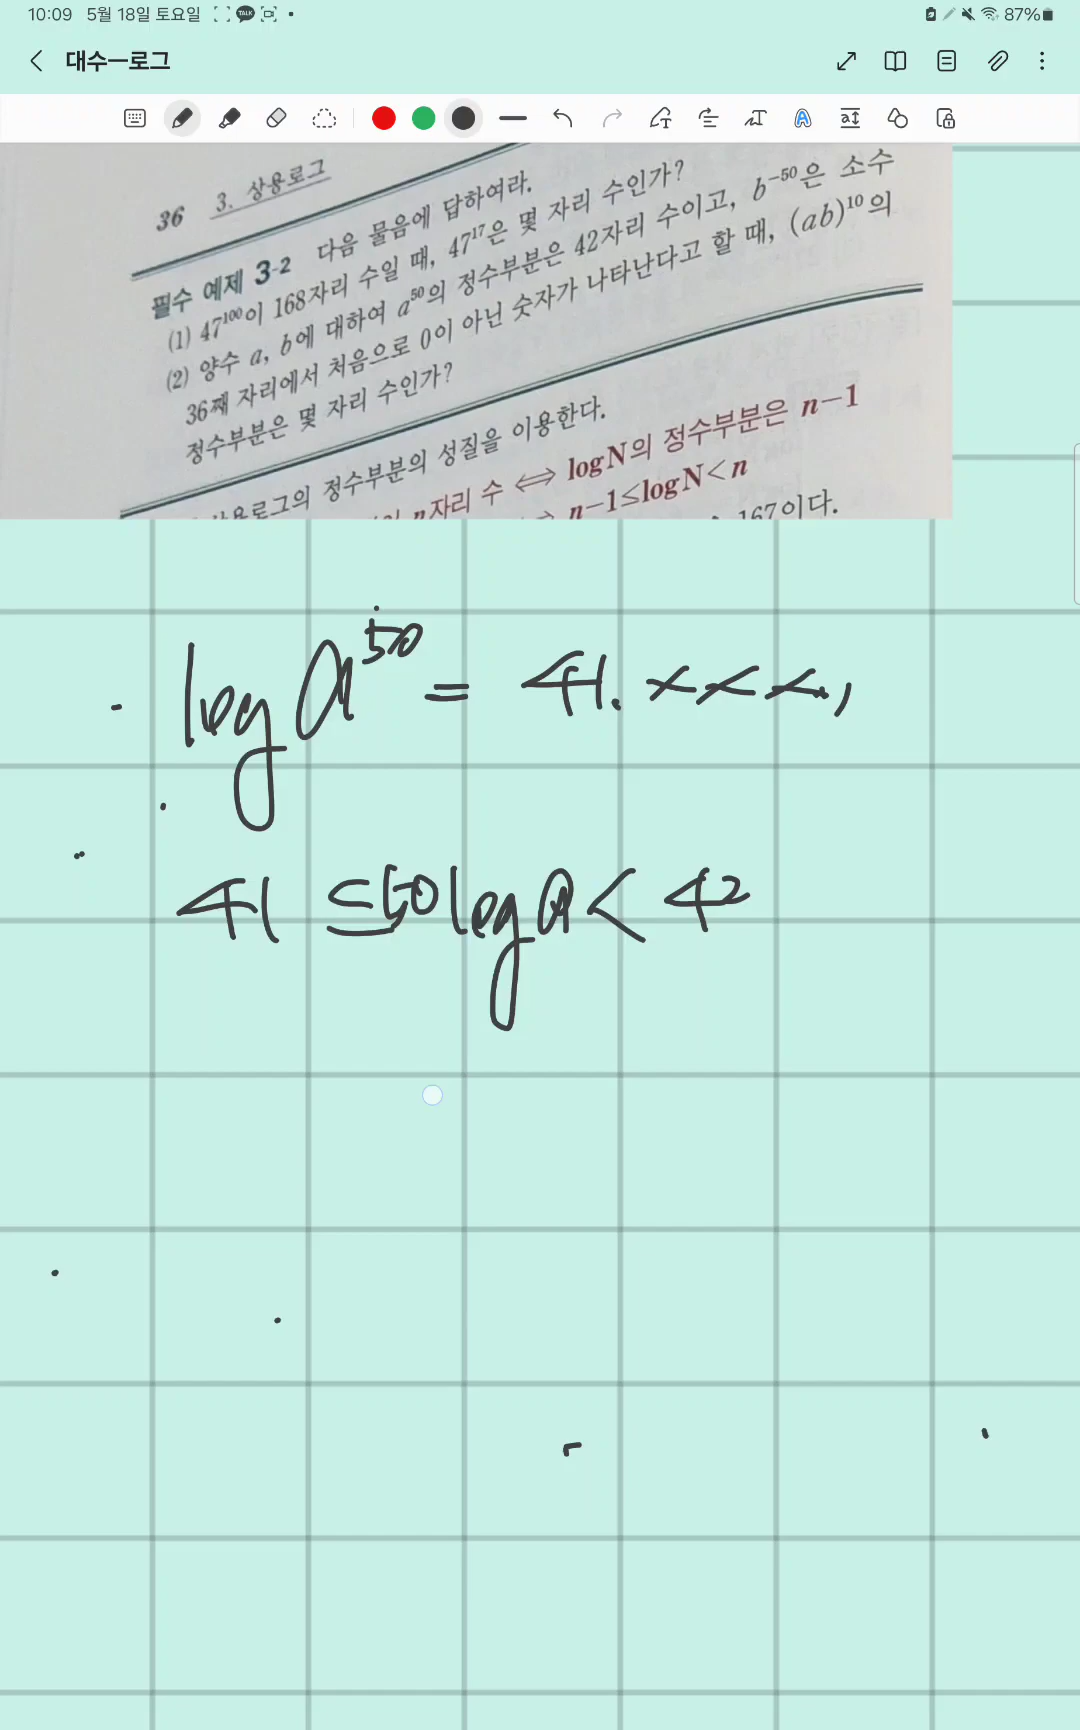 10:09 5월 18일 토요일 TALK 87%
대수—로그
36 3. 상용로그
필수 예제 3-2 다음 물음에 답하여라.
(1) 47¹⁰⁰이 168자리 수일 때, 47¹⁷은 몇 자리 수인가?
(2) 양수 a, b에 대하여 a⁵⁰의 정수부분은 42자리 수이고, b⁻⁵⁰은 소수
36째 자리에서 처음으로 0이 아닌 숫자가 나타난다고 할 때, (ab)¹⁰의
정수부분은 몇 자리 수인가?
상용로그의 정수부분의 성질을 이용한다.
n자리 수 ⇔ logN의 정수부분은 n−1
n−1≤logN<n
167이다.
log a⁵⁰ = 41.×××,
41 ≤ 50 log a < 42